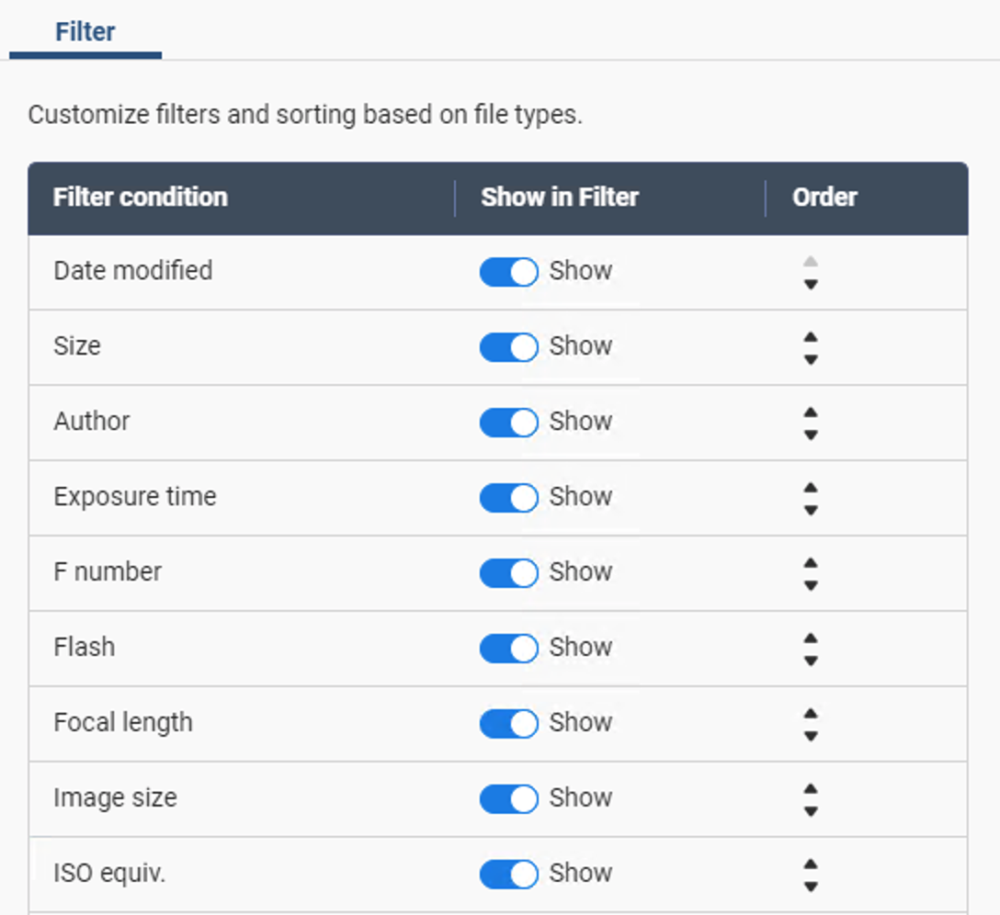 Filter
Customize filters and sorting based on file types.
Filter condition Show in Filter Order
Date modified Show
Size Show
Author Show
Exposure time Show
F number Show
Flash Show
Focal length Show
Image size Show
ISO equiv. Show